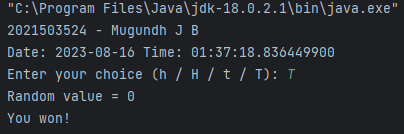 "C:\Program Files\Java\jdk-18.0.2.1\bin\java.exe"
2021503524 - Mugundh J B
Date: 2023-08-16 Time: 01:37:18.836449900
Enter your choice (h / H / t / T): T
Random value = 0
You won!